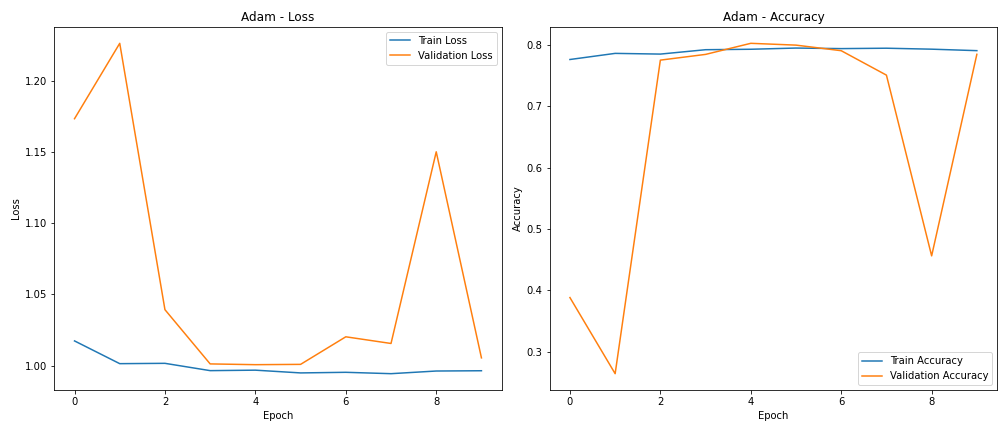 Adam - Loss
Train Loss
Validation Loss
1.20
1.15
1.10
1.05
1.00
Loss
0 2 4 6 8
Epoch
Adam - Accuracy
0.8
0.7
0.6
0.5
0.4
0.3
Accuracy
Train Accuracy
Validation Accuracy
0 2 4 6 8
Epoch